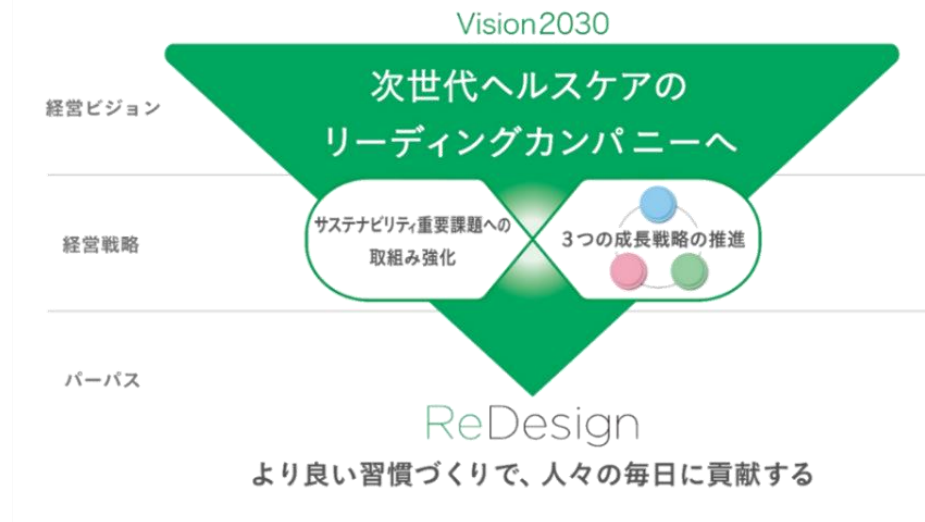 Vision2030
経営ビジョン
次世代ヘルスケアの
リーディングカンパニーへ
経営戦略
サステナビリティ重要課題への
取組み強化
３つの成長戦略の推進
パーパス
ReDesign
より良い習慣づくりで、人々の毎日に貢献する